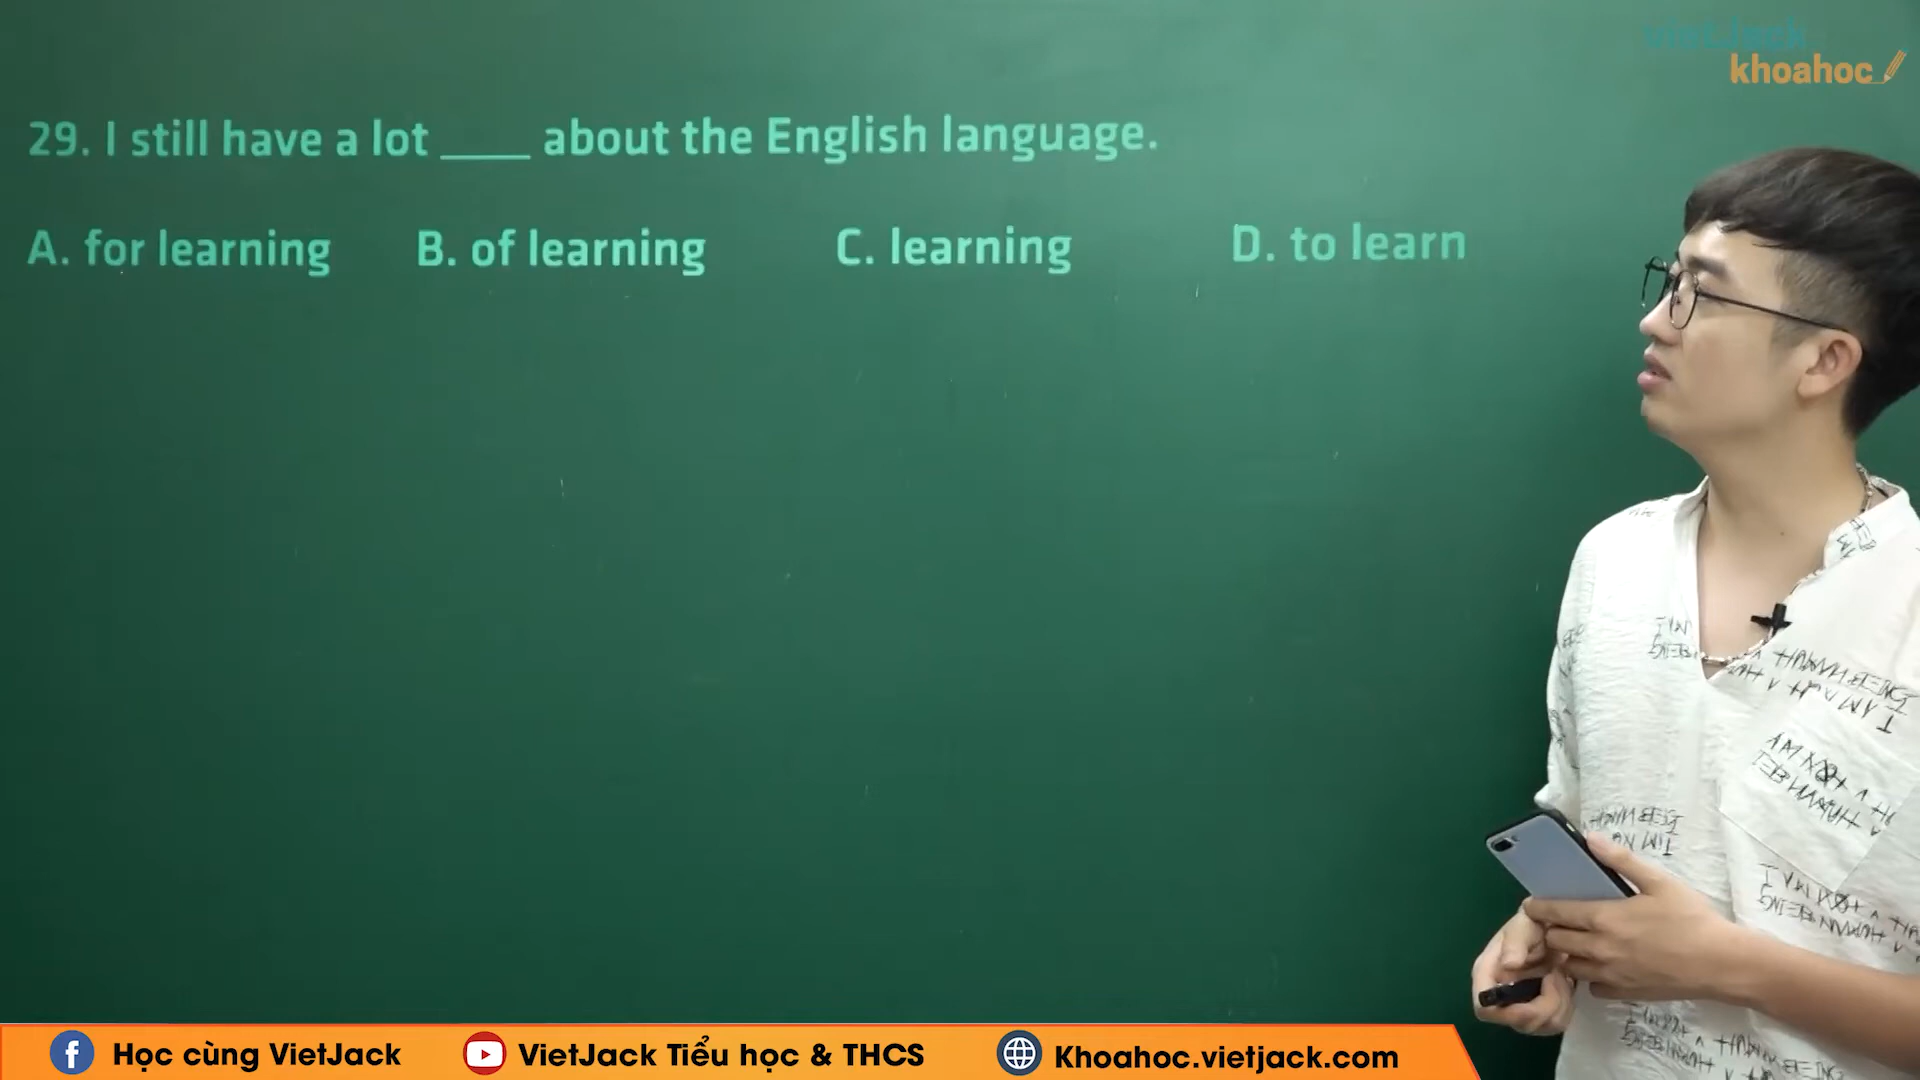 vietJack
khoahoc
29. I still have a lot ____ about the English language.
A. for learning B. of learning C. learning D. to learn
Học cùng VietJack VietJack Tiểu học & THCS Khoahoc.vietjack.com